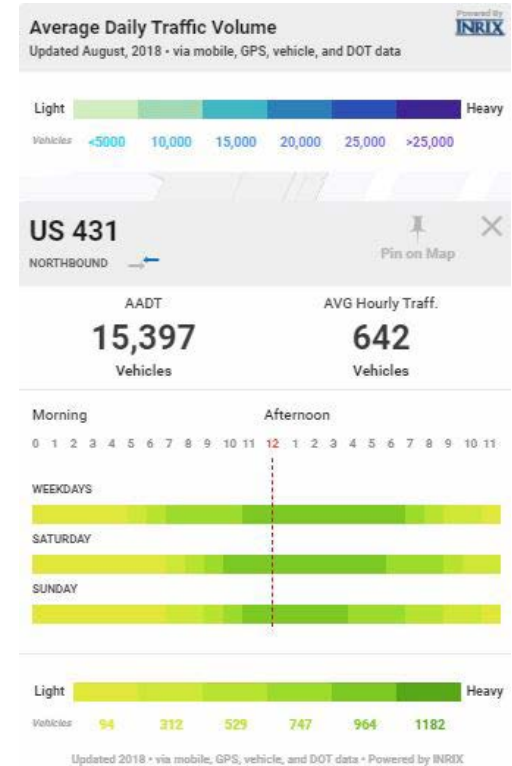 Average Daily Traffic Volume
Powered By
INRIX
Updated August, 2018 • via mobile, GPS, vehicle, and DOT data
Light Heavy
Vehicles <5000 10,000 15,000 20,000 25,000 >25,000
US 431
NORTHBOUND
Pin on Map
AADT AVG Hourly Traff.
15,397 642
Vehicles Vehicles
Morning Afternoon
0 1 2 3 4 5 6 7 8 9 10 11 12 1 2 3 4 5 6 7 8 9 10 11
WEEKDAYS
SATURDAY
SUNDAY
Light Heavy
Vehicles 94 312 529 747 964 1182
Updated 2018 • via mobile, GPS, vehicle, and DOT data • Powered by INRIX